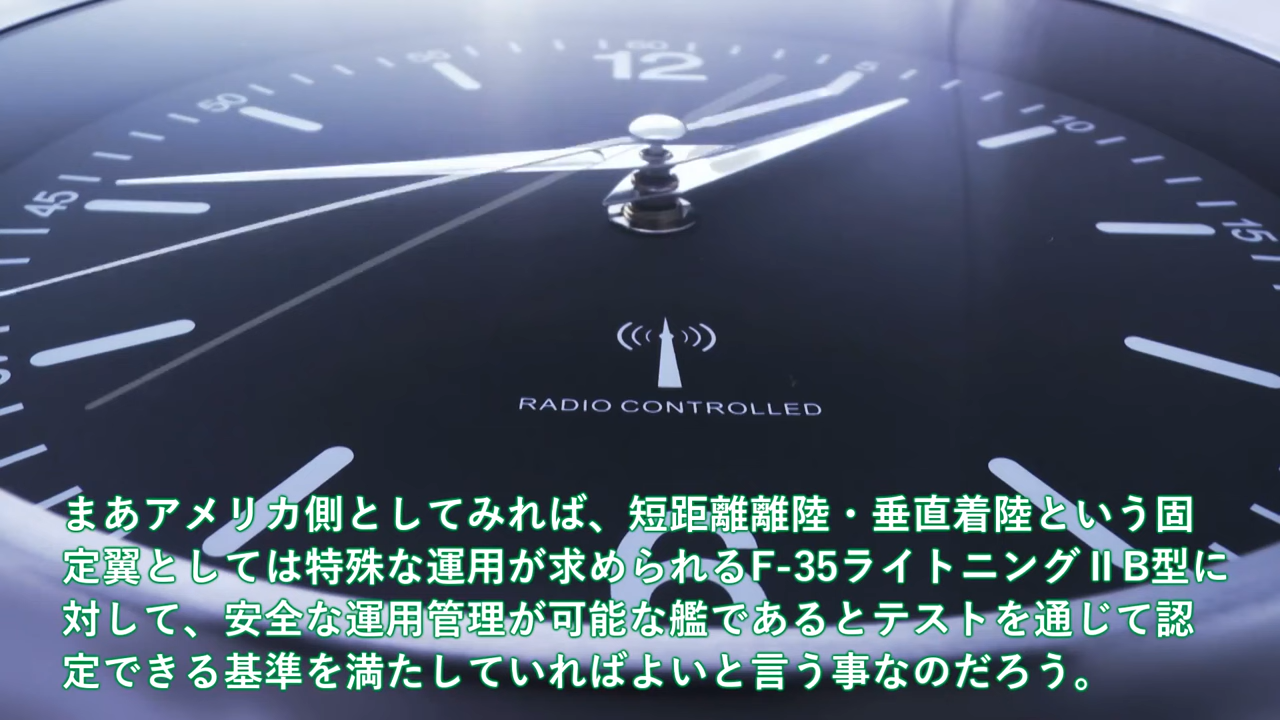 60
55
12
5
50
10
45
15
RADIO CONTROLLED
6
まあアメリカ側としてみれば、短距離離陸・垂直着陸という固
定翼としては特殊な運用が求められるF-35ライトニングⅡB型に
対して、安全な運用管理が可能な艦であるとテストを通じて認
定できる基準を満たしていればよいと言う事なのだろう。